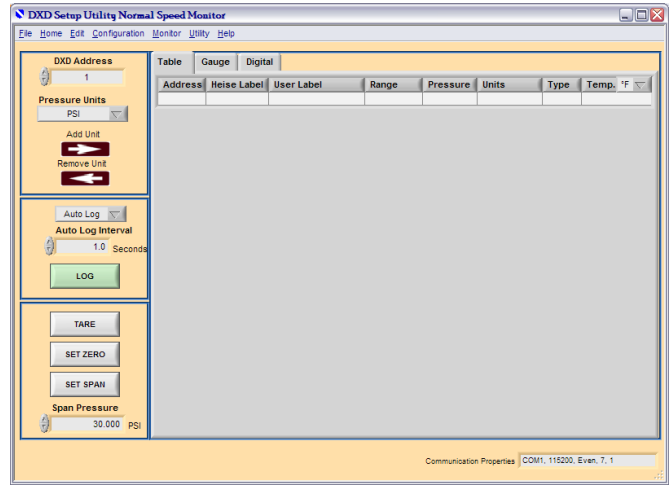 DXD Setup Utility Normal Speed Monitor
File Home Edit Configuration Monitor Utility Help
DXD Address
1
Pressure Units
PSI
Add Unit
Remove Unit
Auto Log
Auto Log Interval
1.0 Seconds
LOG
TARE
SET ZERO
SET SPAN
Span Pressure
30.000 PSI
Table Gauge Digital
Address Heise Label User Label Range Pressure Units Type Temp. °F
Communication Properties COM1, 115200, Even, 7, 1